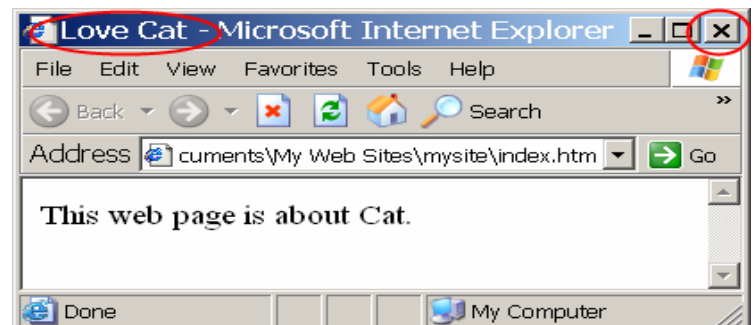 Love Cat - Microsoft Internet Explorer
File Edit View Favorites Tools Help
Back Search »
Address cuments\My Web Sites\mysite\index.htm Go
This web page is about Cat.
Done My Computer